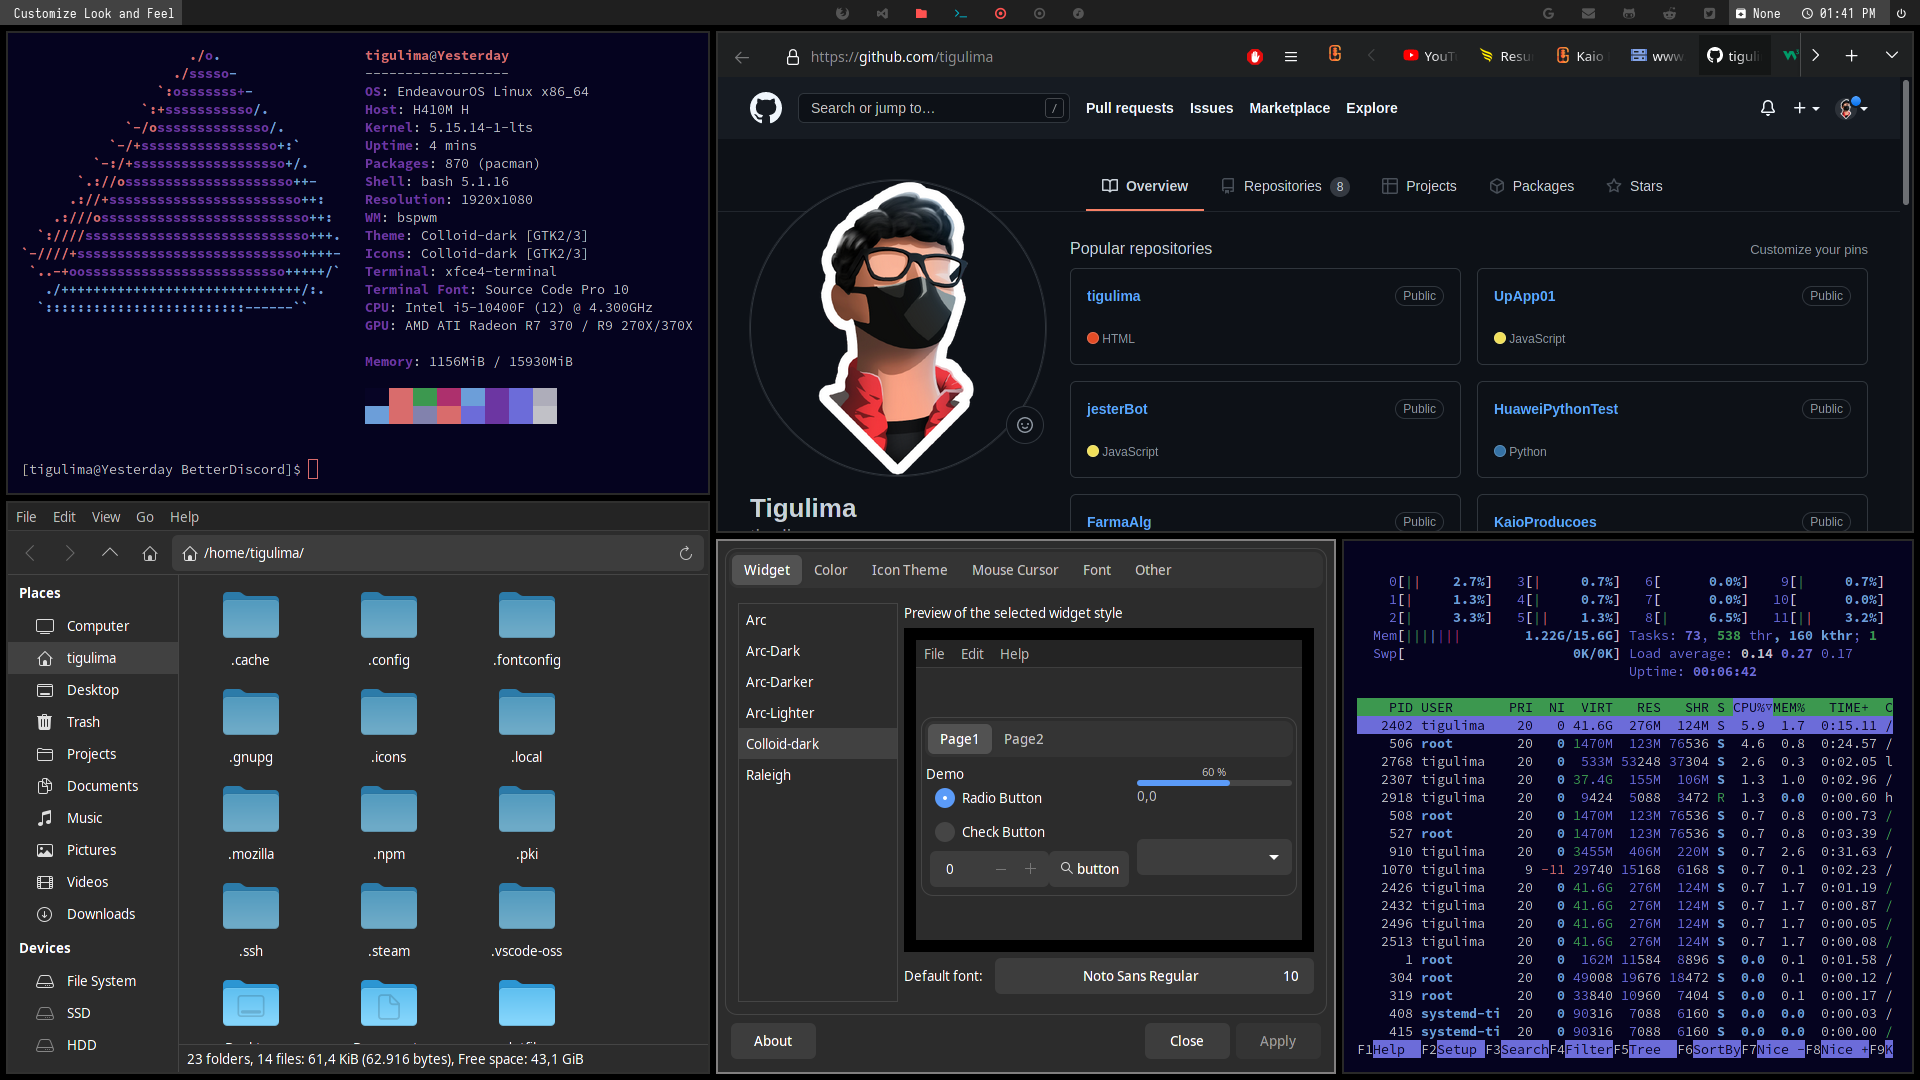 Customize Look and Feel
None
01:41 PM
tigulima@Yesterday
------------------
OS: EndeavourOS Linux x86_64
Host: H410M H
Kernel: 5.15.14-1-lts
Uptime: 4 mins
Packages: 870 (pacman)
Shell: bash 5.1.16
Resolution: 1920x1080
WM: bspwm
Theme: Colloid-dark [GTK2/3]
Icons: Colloid-dark [GTK2/3]
Terminal: xfce4-terminal
Terminal Font: Source Code Pro 10
CPU: Intel i5-10400F (12) @ 4.300GHz
GPU: AMD ATI Radeon R7 370 / R9 270X/370X
Memory: 1156MiB / 15930MiB
[tigulima@Yesterday BetterDiscord]$
https://github.com/tigulima
YouT
Resu
Kaio
www
tiguli
Search or jump to… /
Pull requests Issues Marketplace Explore
Overview Repositories 8 Projects Packages Stars
Popular repositories
Customize your pins
tigulima Public
HTML
UpApp01 Public
JavaScript
jesterBot Public
JavaScript
HuaweiPythonTest Public
Python
FarmaAlg Public
KaioProducoes Public
Tigulima
File Edit View Go Help
/home/tigulima/
Places
Computer
tigulima
Desktop
Trash
Projects
Documents
Music
Pictures
Videos
Downloads
Devices
File System
SSD
HDD
.cache .config .fontconfig
.gnupg .icons .local
.mozilla .npm .pki
.ssh .steam .vscode-oss
23 folders, 14 files: 61,4 KiB (62.916 bytes), Free space: 43,1 GiB
Widget Color Icon Theme Mouse Cursor Font Other
Arc
Arc-Dark
Arc-Darker
Arc-Lighter
Colloid-dark
Raleigh
Preview of the selected widget style
File Edit Help
Page1 Page2
Demo
Radio Button
Check Button
0 − + button
60 %
0,0
Default font: Noto Sans Regular 10
About Close Apply
0[|| 2.7%] 3[| 0.7%] 6[ 0.0%] 9[| 0.7%]
1[| 1.3%] 4[| 0.7%] 7[ 0.0%] 10[ 0.0%]
2[| 3.3%] 5[|| 1.3%] 8[| 6.5%] 11[|| 3.2%]
Mem[||||||| 1.22G/15.6G] Tasks: 73, 538 thr, 160 kthr; 1
Swp[ 0K/0K] Load average: 0.14 0.27 0.17
Uptime: 00:06:42
PID USER PRI NI VIRT RES SHR S CPU%▽MEM% TIME+ C
2402 tigulima 20 0 41.6G 276M 124M S 5.9 1.7 0:15.11 /
506 root 20 0 1470M 123M 76536 S 4.6 0.8 0:24.57 /
2768 tigulima 20 0 533M 53248 37304 S 2.6 0.3 0:02.05 l
2307 tigulima 20 0 37.4G 155M 106M S 1.3 1.0 0:02.96 /
2918 tigulima 20 0 9424 5088 3472 R 1.3 0.0 0:00.60 h
508 root 20 0 1470M 123M 76536 S 0.7 0.8 0:00.73 /
527 root 20 0 1470M 123M 76536 S 0.7 0.8 0:03.39 /
910 tigulima 20 0 3455M 406M 220M S 0.7 2.6 0:31.63 /
1070 tigulima 9 -11 29740 15168 6168 S 0.7 0.1 0:02.23 /
2426 tigulima 20 0 41.6G 276M 124M S 0.7 1.7 0:01.19 /
2432 tigulima 20 0 41.6G 276M 124M S 0.7 1.7 0:00.87 /
2496 tigulima 20 0 41.6G 276M 124M S 0.7 1.7 0:00.05 /
2513 tigulima 20 0 41.6G 276M 124M S 0.7 1.7 0:00.08 /
1 root 20 0 162M 11584 8896 S 0.0 0.1 0:01.58 /
304 root 20 0 49008 19676 18472 S 0.0 0.1 0:00.12 /
319 root 20 0 33840 10960 7404 S 0.0 0.1 0:00.17 /
408 systemd-ti 20 0 90316 7088 6160 S 0.0 0.0 0:00.03 /
415 systemd-ti 20 0 90316 7088 6160 S 0.0 0.0 0:00.00 /
F1Help F2Setup F3SearchF4FilterF5Tree F6SortByF7Nice -F8Nice +F9K